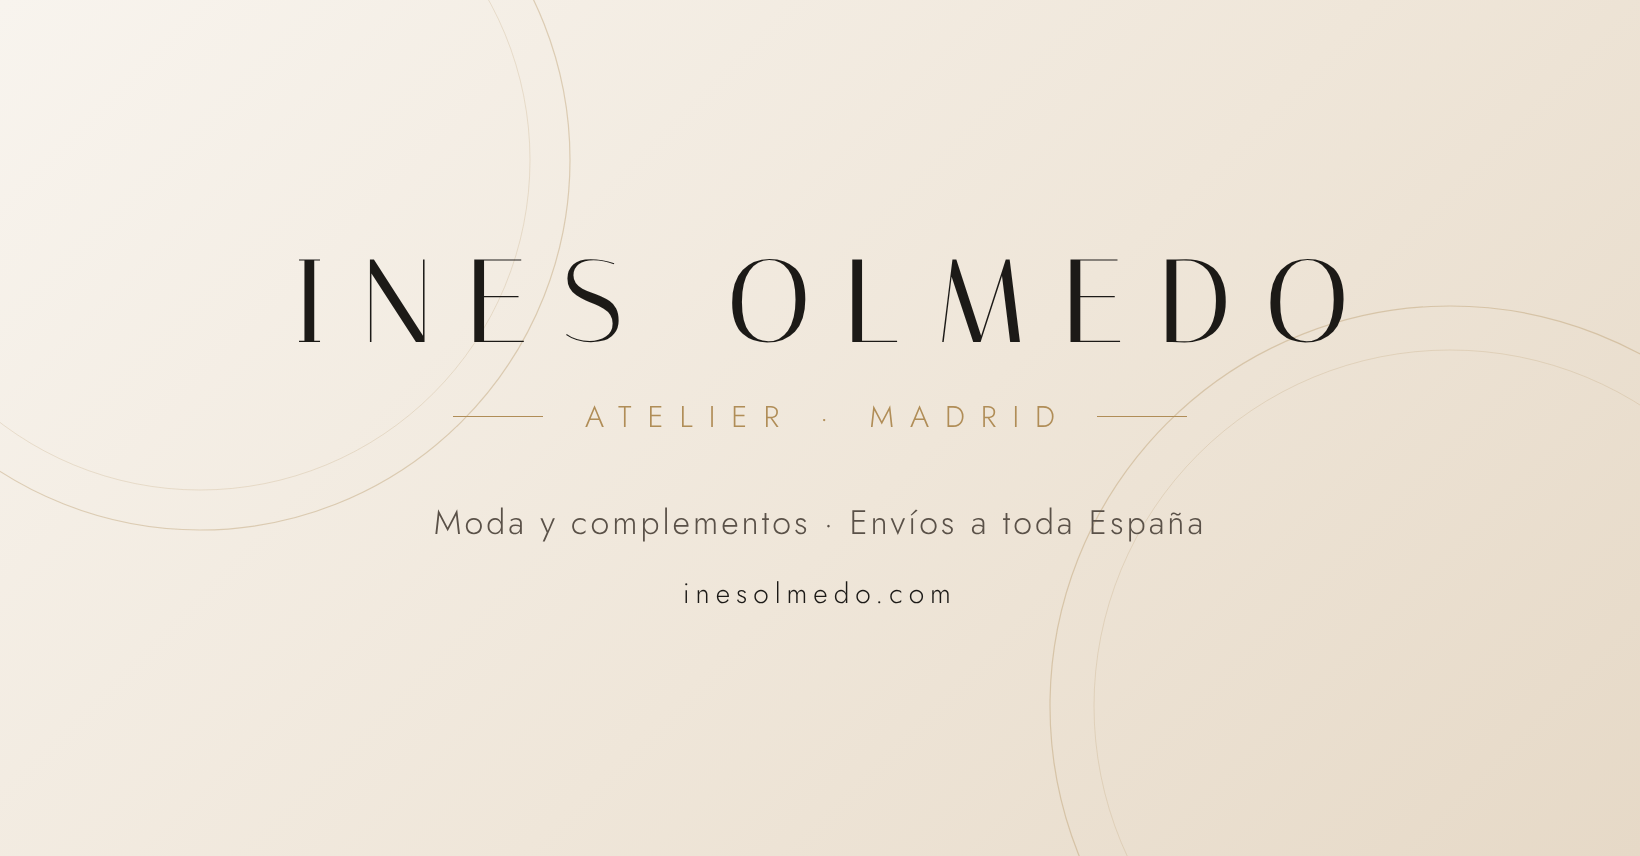 INES OLMEDO
ATELIER · MADRID
Moda y complementos · Envíos a toda España
inesolmedo.com